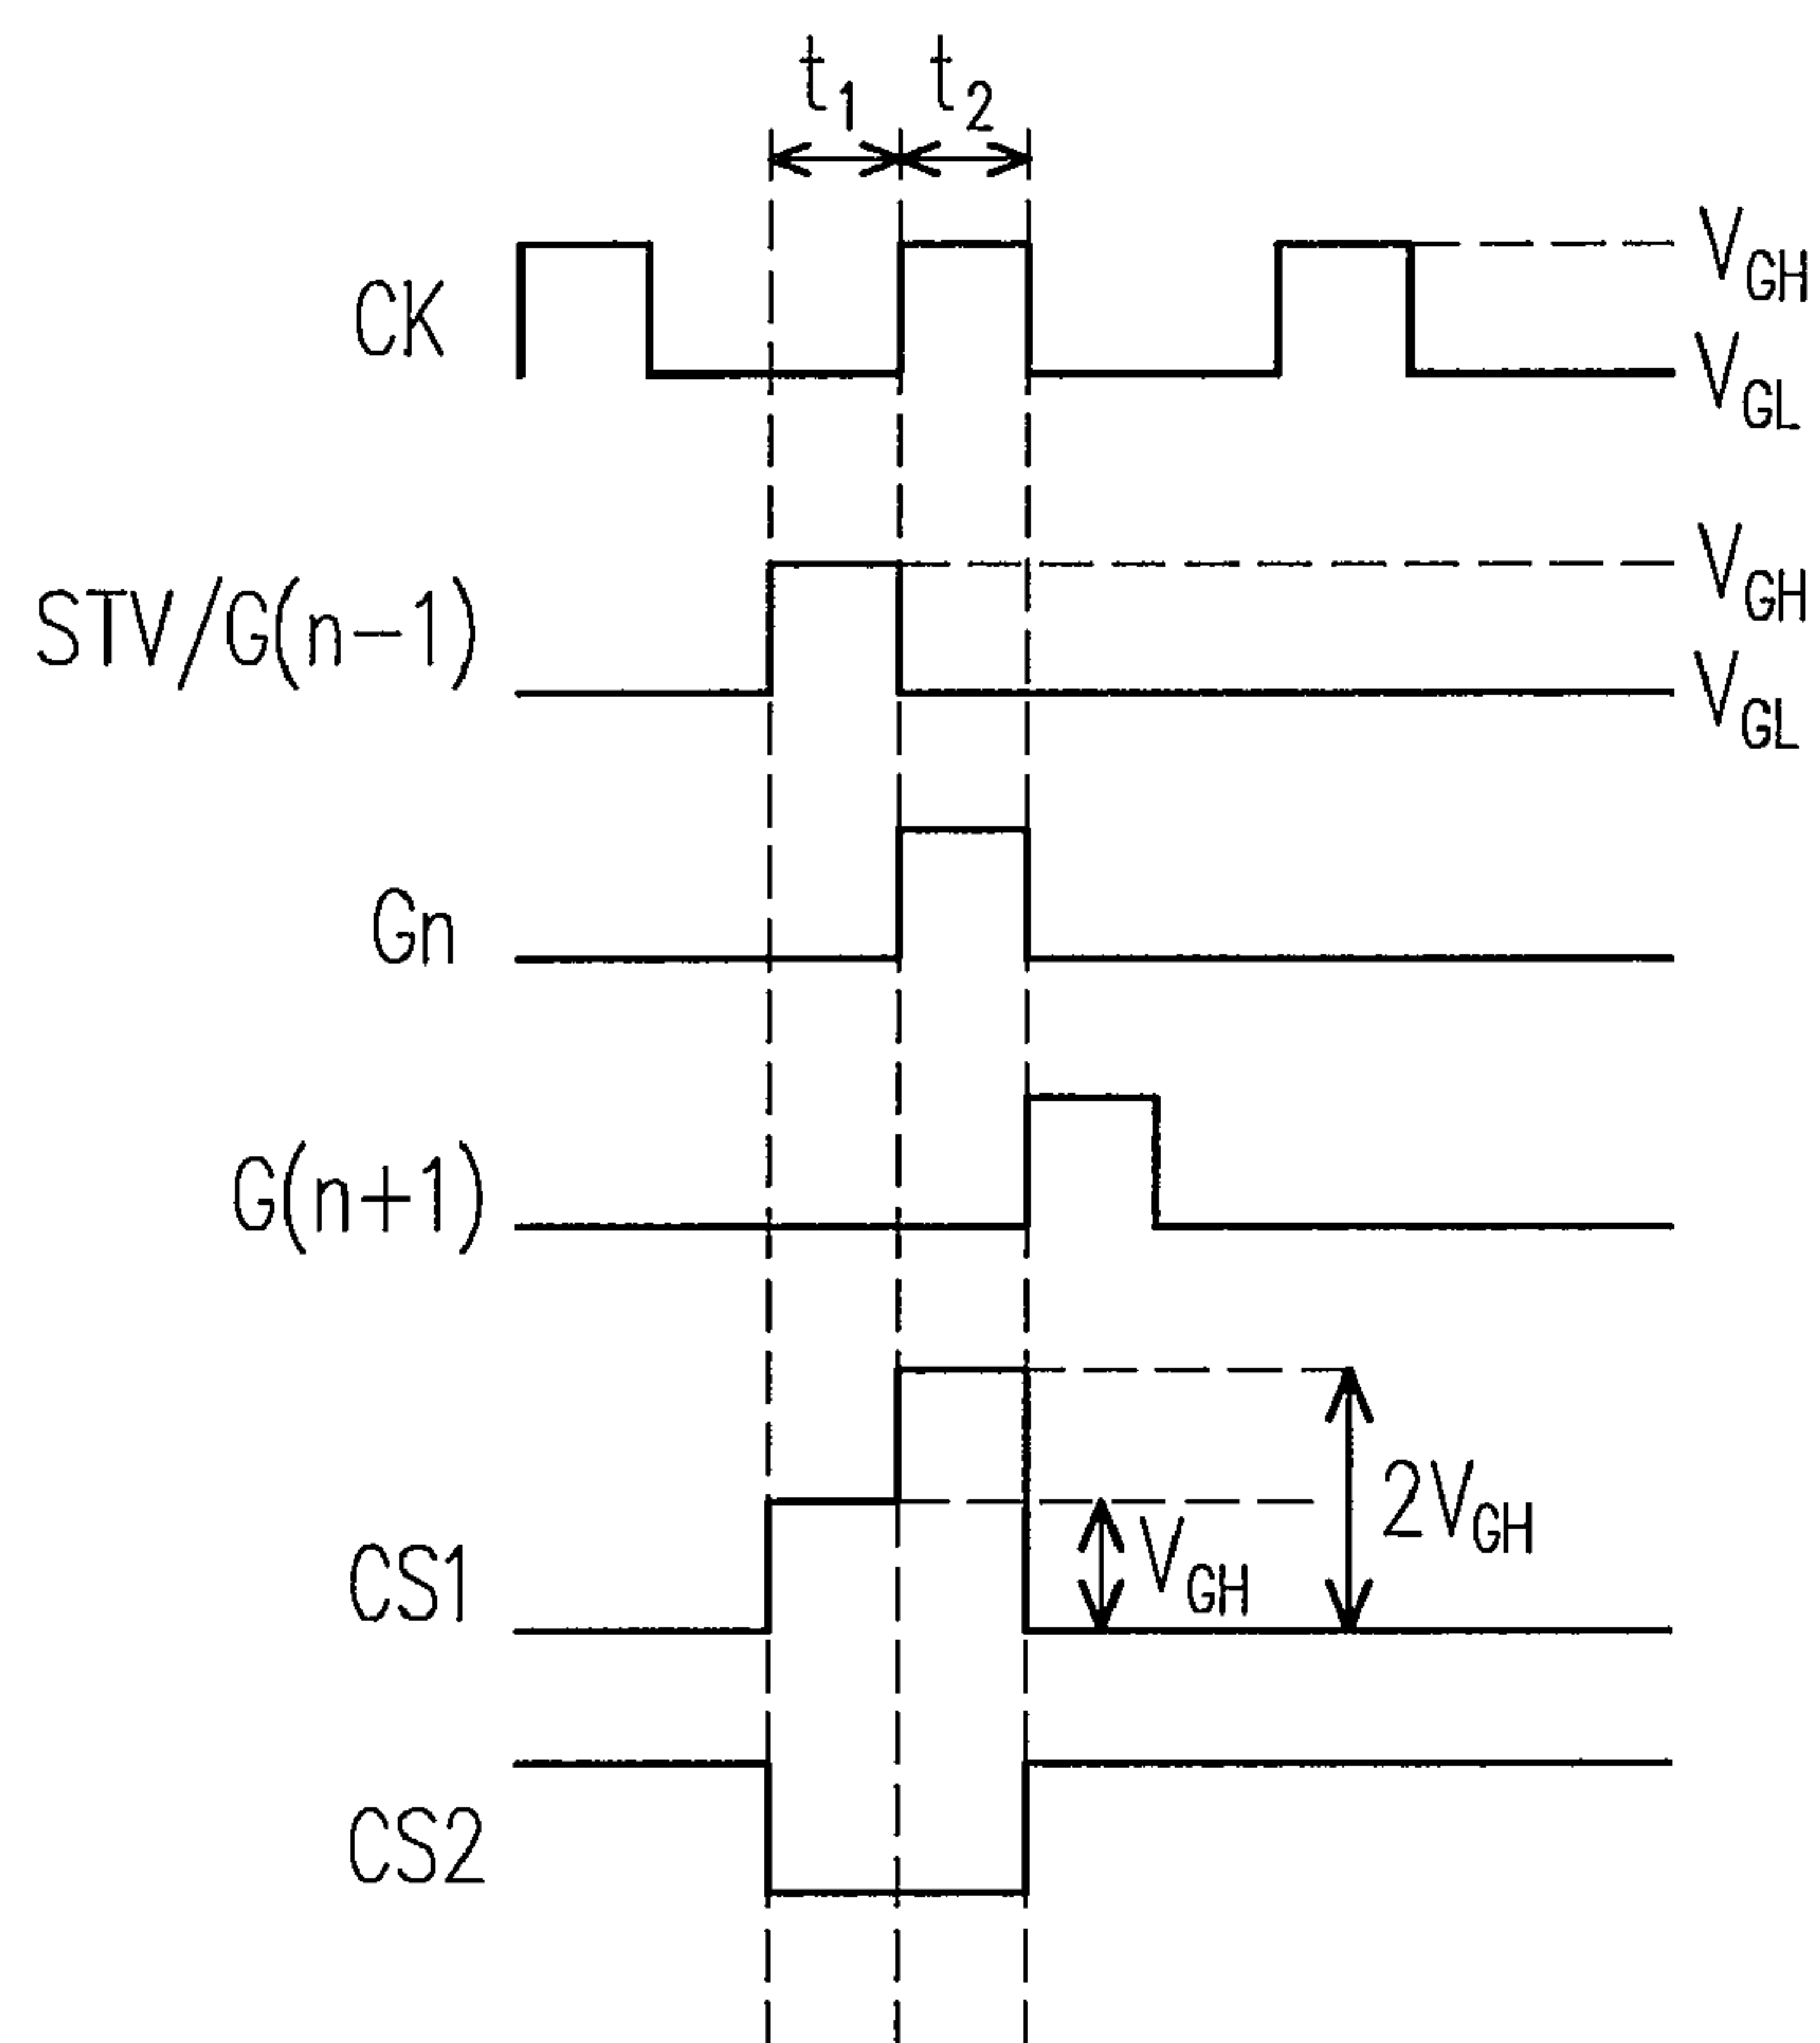 t1 t2
CK
VGH
VGL
STV/G(n-1)
VGH
VGL
Gn
G(n+1)
CS1
VGH
2VGH
CS2